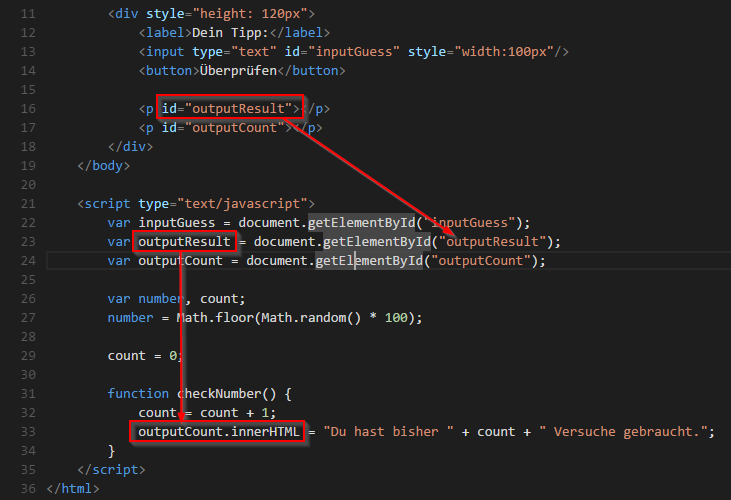 11 <div style="height: 120px">
12 <label>Dein Tipp:</label>
13 <input type="text" id="inputGuess" style="width:100px"/>
14 <button>Überprüfen</button>
15
16 <p id="outputResult"></p>
17 <p id="outputCount"></p>
18 </div>
19 </body>
20
21 <script type="text/javascript">
22 var inputGuess = document.getElementById("inputGuess");
23 var outputResult = document.getElementById("outputResult");
24 var outputCount = document.getElementById("outputCount");
25
26 var number, count;
27 number = Math.floor(Math.random() * 100);
28
29 count = 0;
30
31 function checkNumber() {
32 count = count + 1;
33 outputCount.innerHTML = "Du hast bisher " + count + " Versuche gebraucht.";
34 }
35 </script>
36 </html>